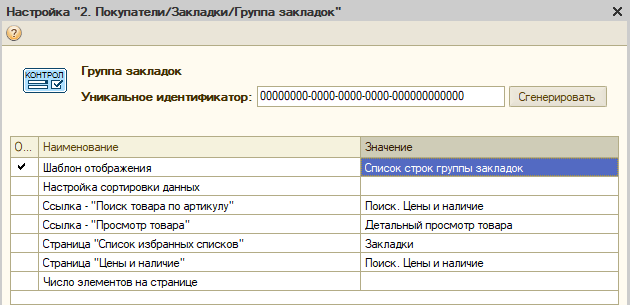 Настройка "2. Покупатели/Закладки/Группа закладок"
?
КОНТРОЛ
Группа закладок
Уникальное идентификатор: 00000000-0000-0000-0000-000000000000 Сгенерировать
О... Наименование Значение
Шаблон отображения Список строк группы закладок
Настройка сортировки данных
Ссылка - "Поиск товара по артикулу" Поиск. Цены и наличие
Ссылка - "Просмотр товара" Детальный просмотр товара
Страница "Список избранных списков" Закладки
Страница "Цены и наличие" Поиск. Цены и наличие
Число элементов на странице